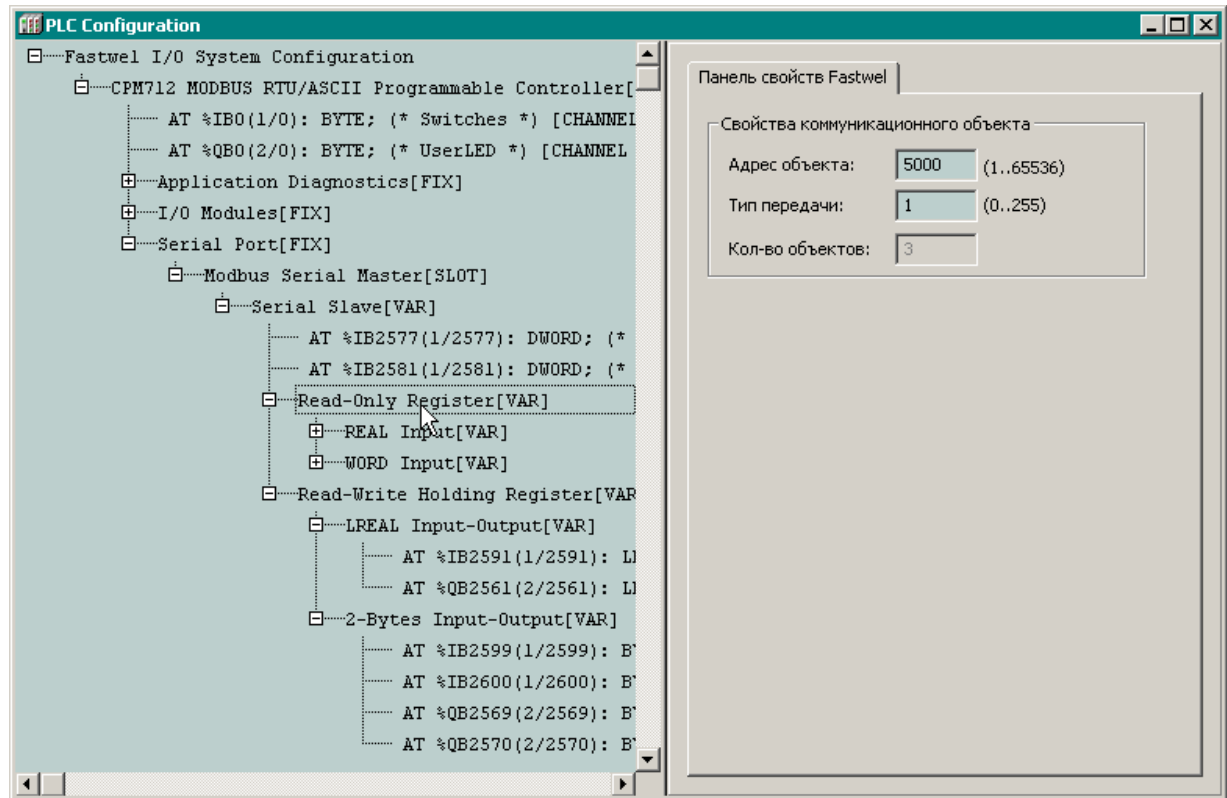 PLC Configuration
Fastwel I/O System Configuration
CPM712 MODBUS RTU/ASCII Programmable Controller[
AT %IB0(1/0): BYTE; (* Switches *) [CHANNEL
AT %QB0(2/0): BYTE; (* UserLED *) [CHANNEL
Application Diagnostics[FIX]
I/O Modules[FIX]
Serial Port[FIX]
Modbus Serial Master[SLOT]
Serial Slave[VAR]
AT %IB2577(1/2577): DWORD; (*
AT %IB2581(1/2581): DWORD; (*
Read-Only Register[VAR]
REAL Input[VAR]
WORD Input[VAR]
Read-Write Holding Register[VAR
LREAL Input-Output[VAR]
AT %IB2591(1/2591):
AT %QB2561(2/2561):
2-Bytes Input-Output[VAR]
AT %IB2599(1/2599):
AT %IB2600(1/2600):
AT %QB2569(2/2569):
AT %QB2570(2/2570):
Панель свойств Fastwel
Свойства коммуникационного объекта
Адрес объекта: 5000 (1..65536)
Тип передачи: 1 (0..255)
Кол-во объектов: 3